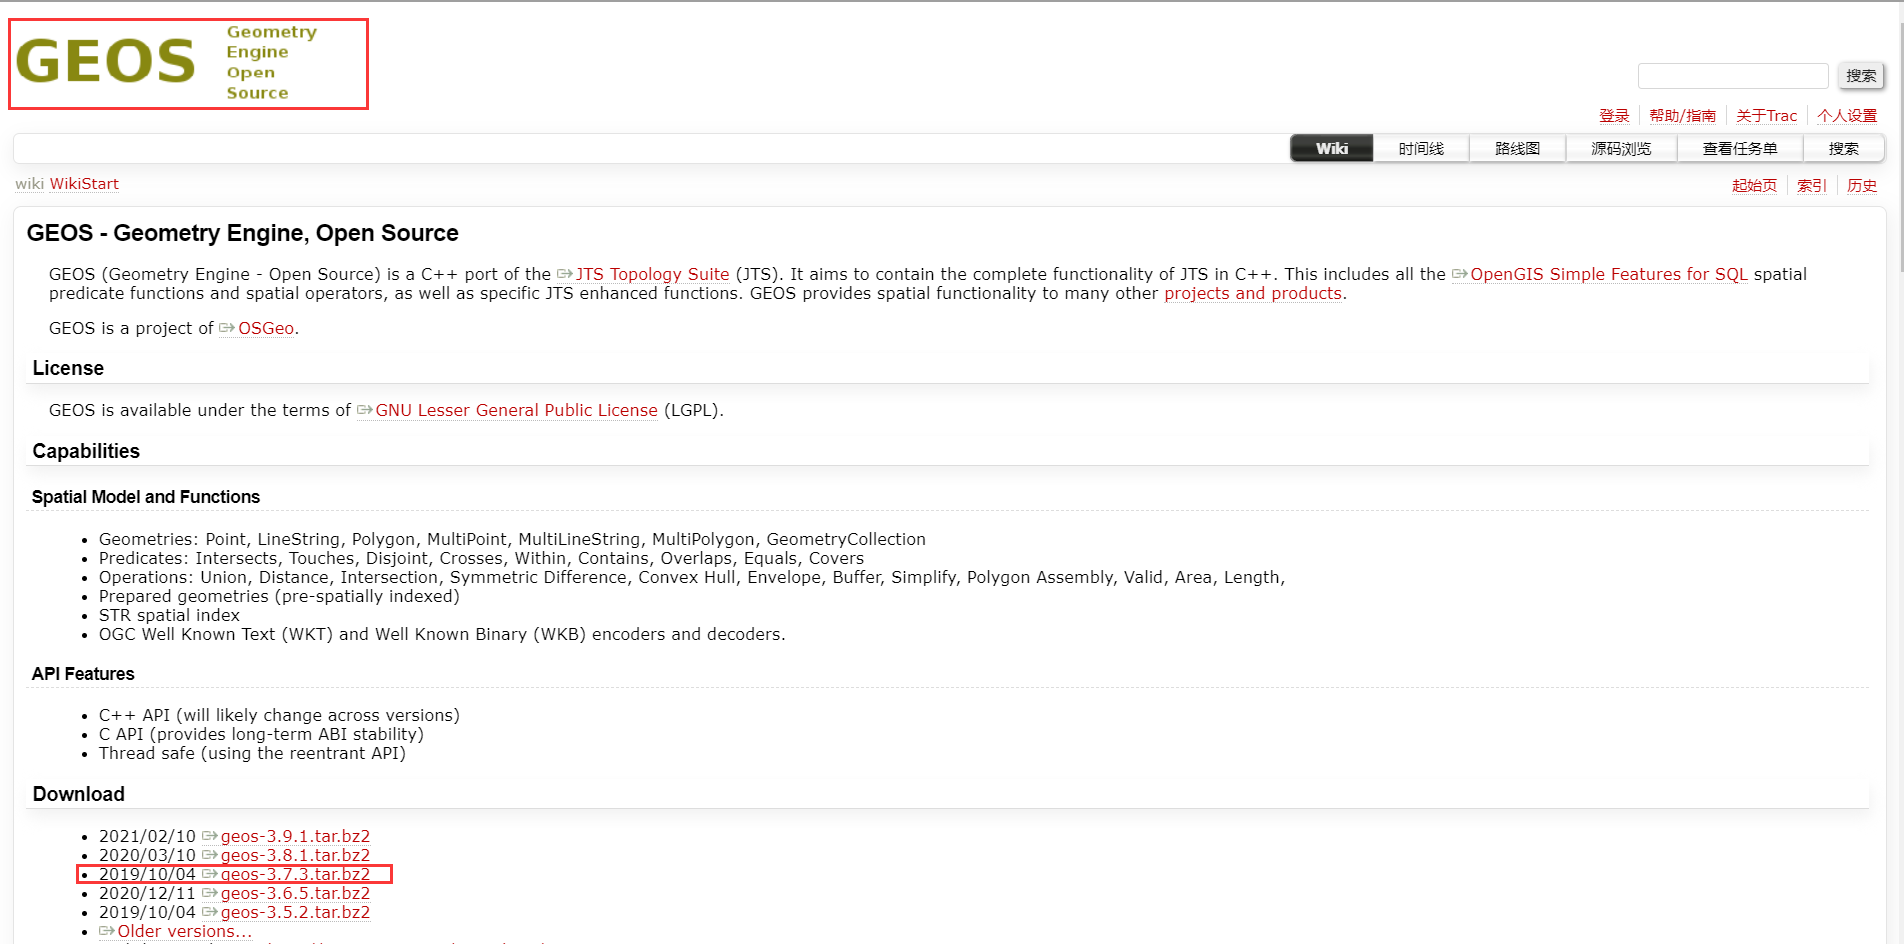 GEOS
Geometry
Engine
Open
Source
搜索
登录 帮助/指南 关于Trac 个人设置
Wiki 时间线 路线图 源码浏览 查看任务单 搜索
wiki WikiStart
起始页 索引 历史
GEOS - Geometry Engine, Open Source
GEOS (Geometry Engine - Open Source) is a C++ port of the JTS Topology Suite (JTS). It aims to contain the complete functionality of JTS in C++. This includes all the OpenGIS Simple Features for SQL spatial
predicate functions and spatial operators, as well as specific JTS enhanced functions. GEOS provides spatial functionality to many other projects and products.
GEOS is a project of OSGeo.
License
GEOS is available under the terms of GNU Lesser General Public License (LGPL).
Capabilities
Spatial Model and Functions
• Geometries: Point, LineString, Polygon, MultiPoint, MultiLineString, MultiPolygon, GeometryCollection
• Predicates: Intersects, Touches, Disjoint, Crosses, Within, Contains, Overlaps, Equals, Covers
• Operations: Union, Distance, Intersection, Symmetric Difference, Convex Hull, Envelope, Buffer, Simplify, Polygon Assembly, Valid, Area, Length,
• Prepared geometries (pre-spatially indexed)
• STR spatial index
• OGC Well Known Text (WKT) and Well Known Binary (WKB) encoders and decoders.
API Features
• C++ API (will likely change across versions)
• C API (provides long-term ABI stability)
• Thread safe (using the reentrant API)
Download
• 2021/02/10 geos-3.9.1.tar.bz2
• 2020/03/10 geos-3.8.1.tar.bz2
• 2019/10/04 geos-3.7.3.tar.bz2
• 2020/12/11 geos-3.6.5.tar.bz2
• 2019/10/04 geos-3.5.2.tar.bz2
• Older versions...